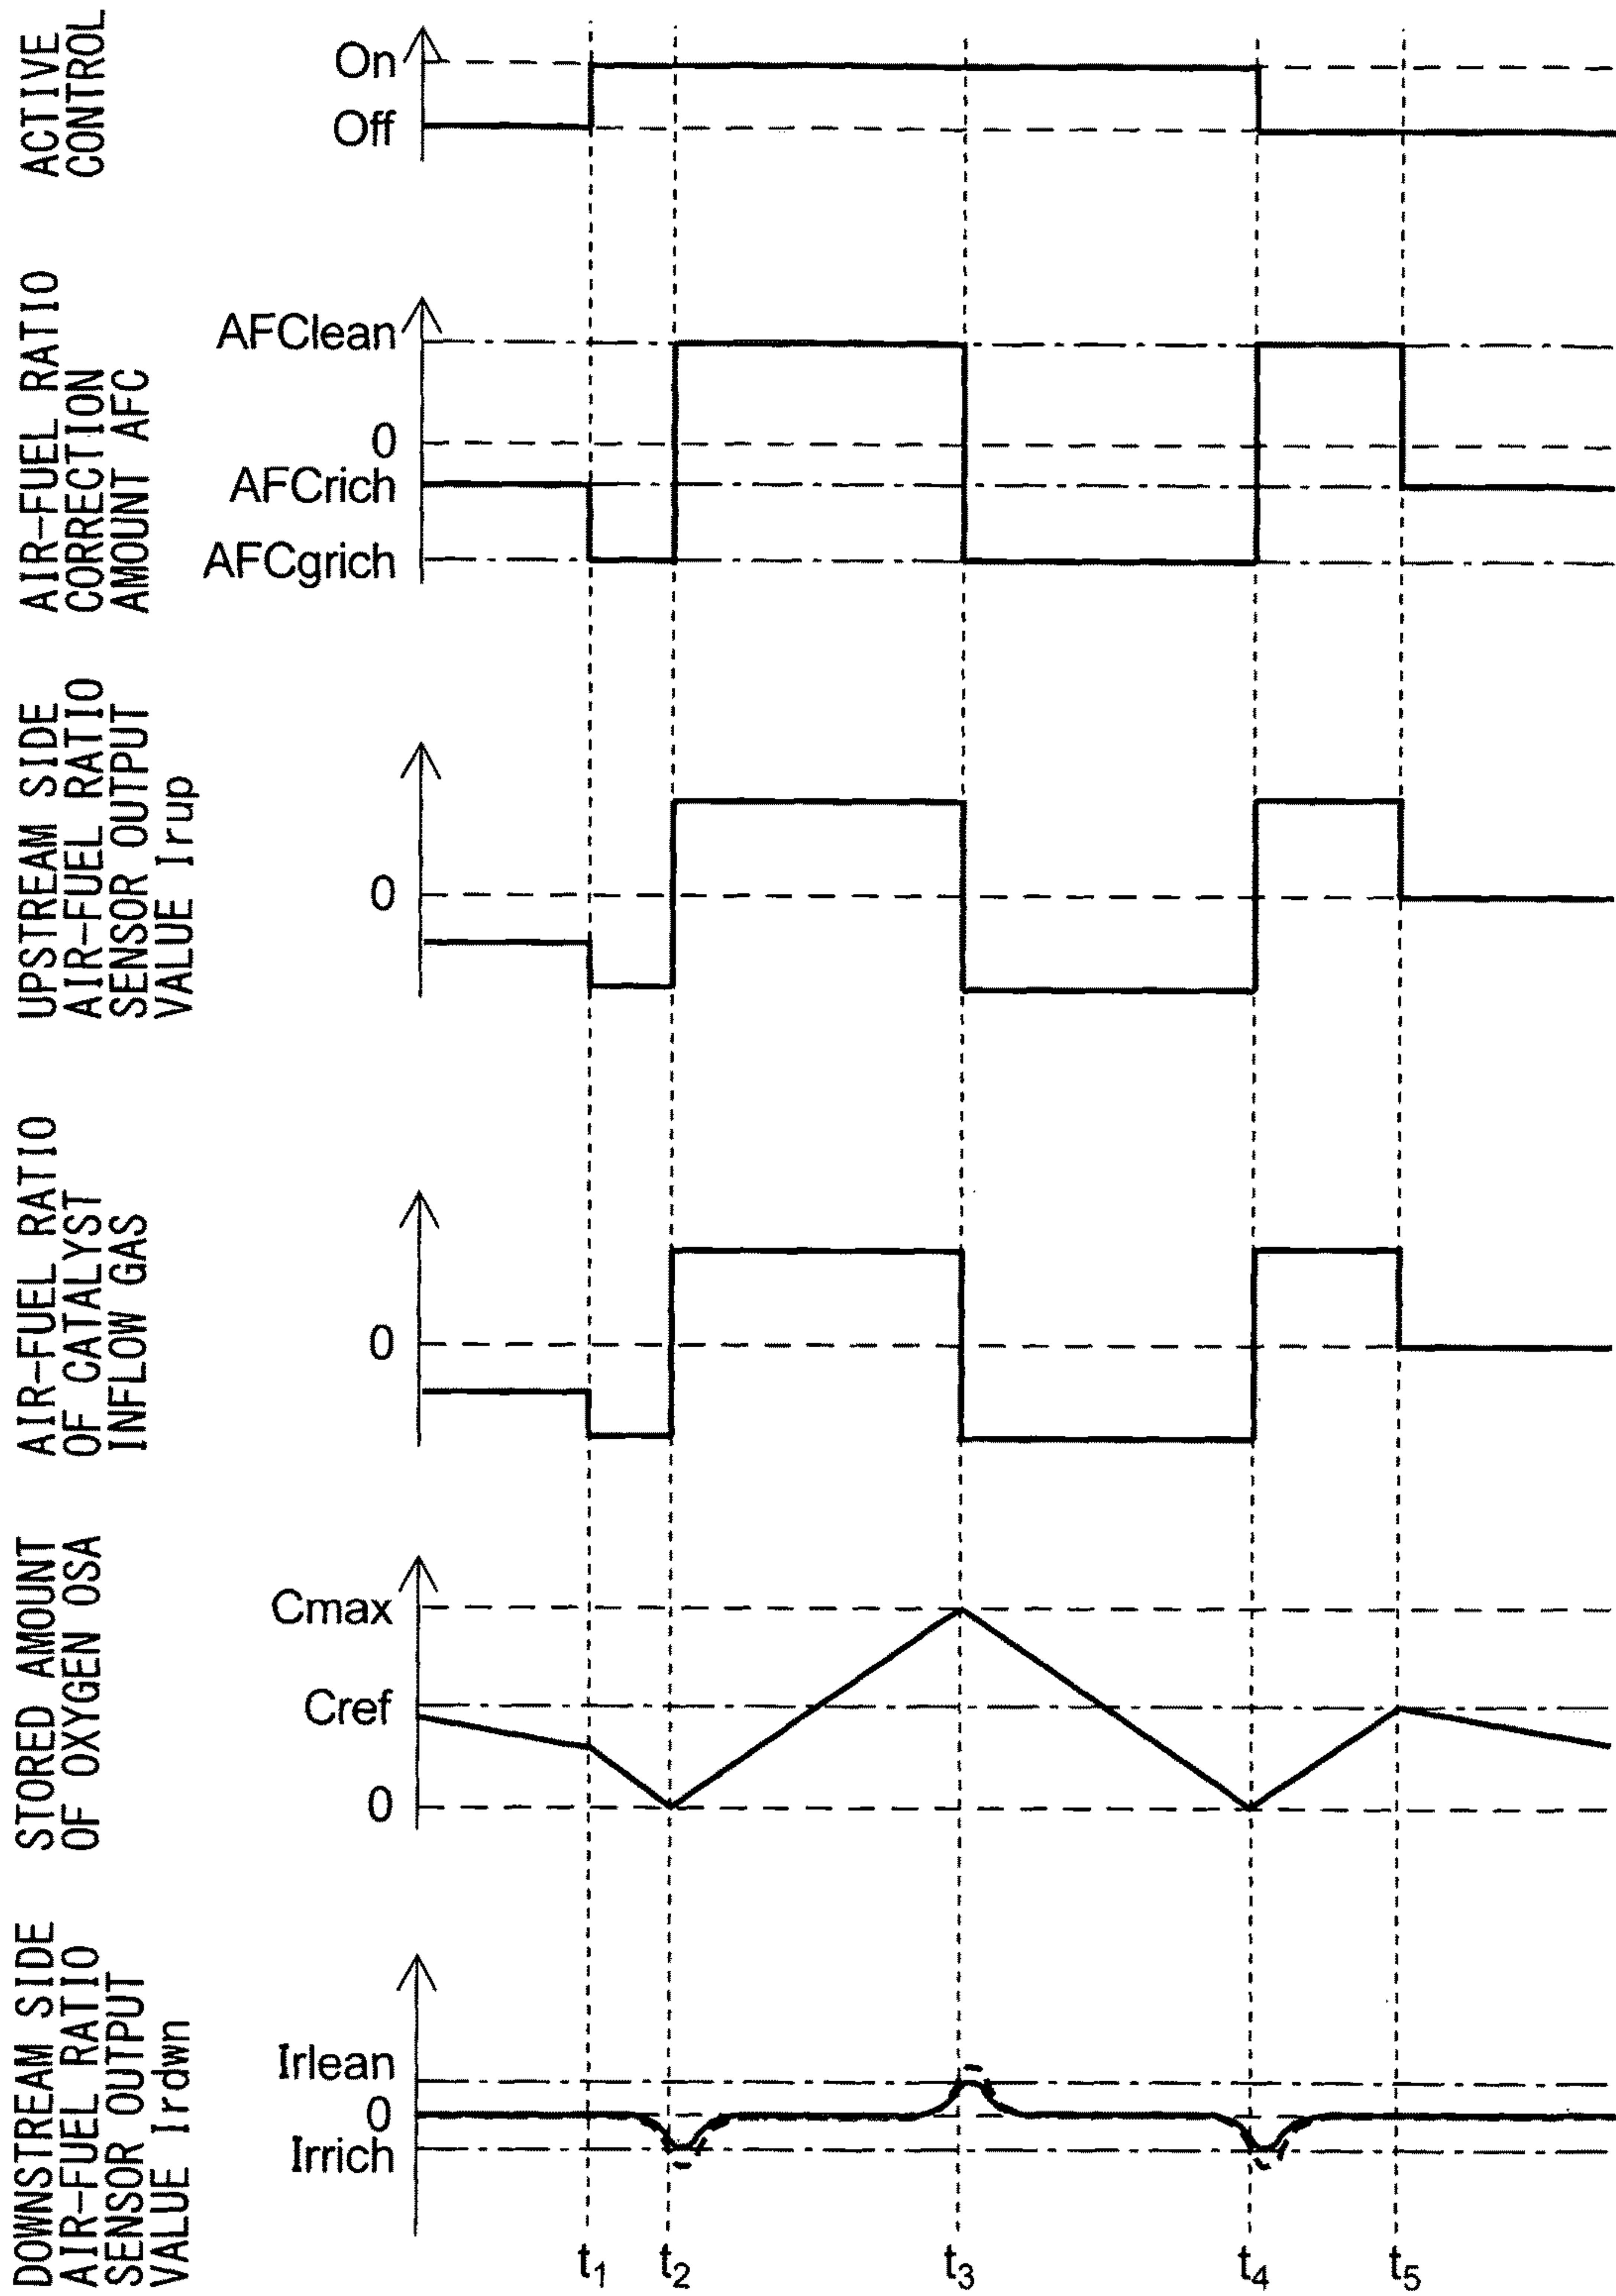 ACTIVE
CONTROL
On
Off
AIR-FUEL RATIO
CORRECTION
AMOUNT AFC
AFClean
0
AFCrich
AFCgrich
UPSTREAM SIDE
AIR-FUEL RATIO
SENSOR OUTPUT
VALUE Irup
0
AIR-FUEL RATIO
OF CATALYST
INFLOW GAS
0
STORED AMOUNT
OF OXYGEN OSA
Cmax
Cref
0
DOWNSTREAM SIDE
AIR-FUEL RATIO
SENSOR OUTPUT
VALUE Irdwn
Irlean
0
Irrich
t1 t2 t3 t4 t5